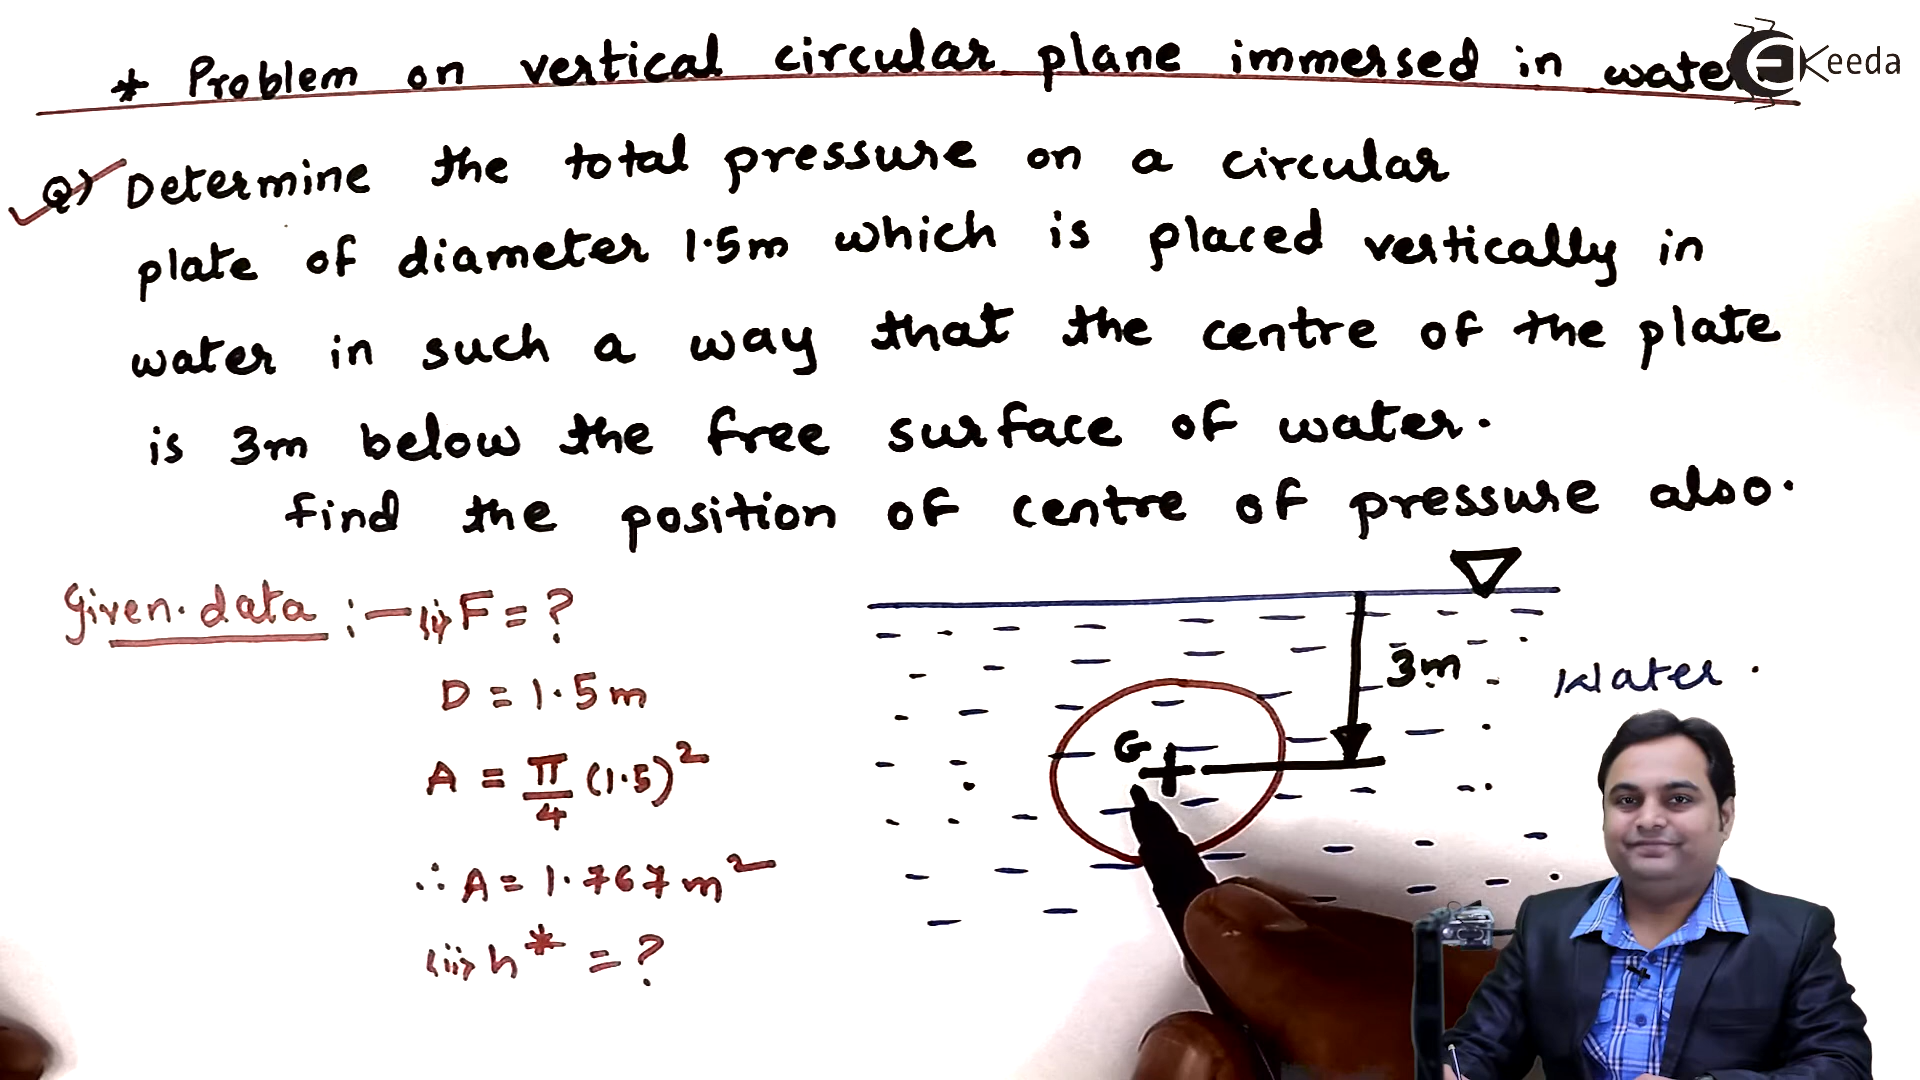 * Problem on vertical circular plane immersed in water
Keeda
Q) Determine the total pressure on a circular
plate of diameter 1.5m which is placed vertically in
water in such a way that the centre of the plate
is 3m below the free surface of water.
find the position of centre of pressure also.
Given data :- (i) F = ?
D = 1.5m
A = π/4 (1.5)²
∴ A = 1.767 m²
(ii) h* = ?
3m
Water.
G